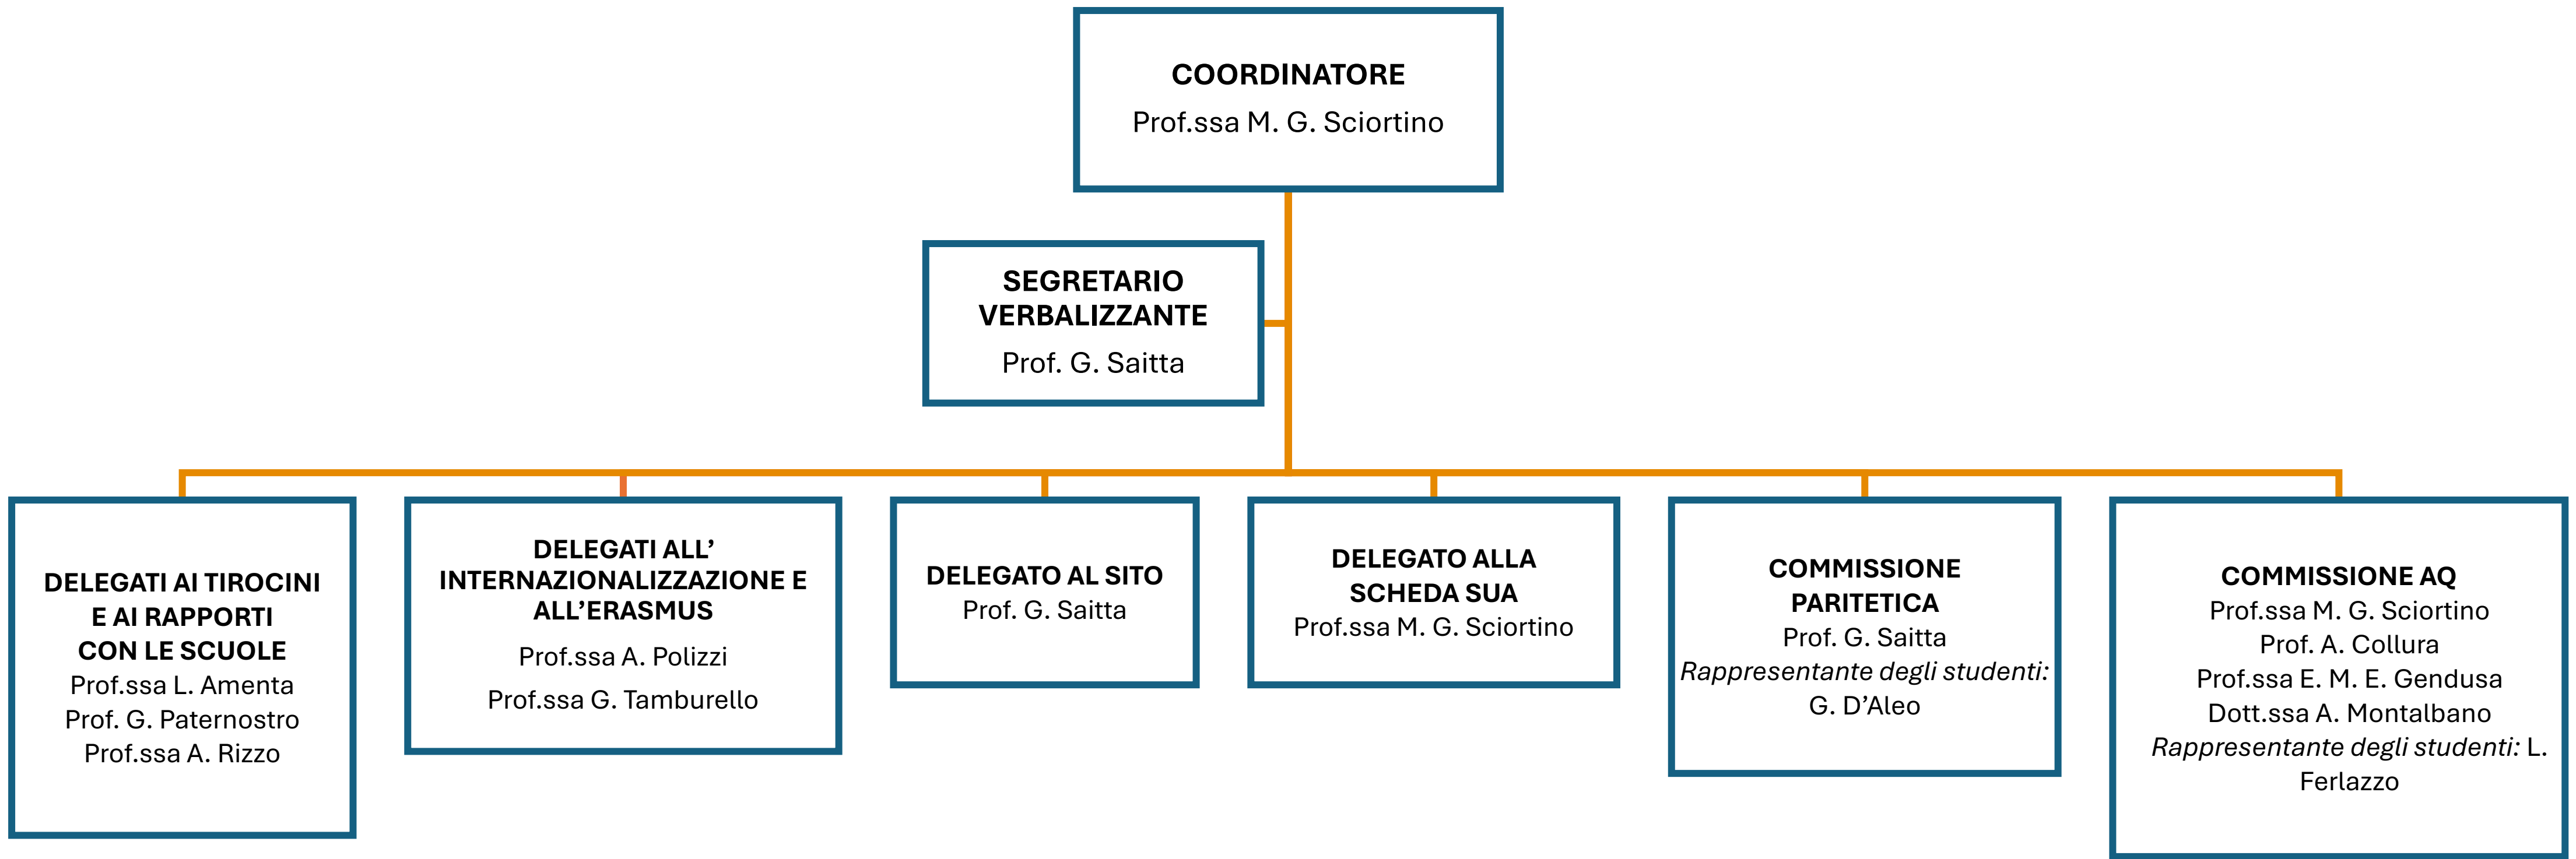 COORDINATORE
Prof.ssa M. G. Sciortino
SEGRETARIO
VERBALIZZANTE
Prof. G. Saitta
DELEGATI AI TIROCINI
E AI RAPPORTI
CON LE SCUOLE
Prof.ssa L. Amenta
Prof. G. Paternostro
Prof.ssa A. Rizzo
DELEGATI ALL’
INTERNAZIONALIZZAZIONE E
ALL’ERASMUS
Prof.ssa A. Polizzi
Prof.ssa G. Tamburello
DELEGATO AL SITO
Prof. G. Saitta
DELEGATO ALLA
SCHEDA SUA
Prof.ssa M. G. Sciortino
COMMISSIONE
PARITETICA
Prof. G. Saitta
Rappresentante degli studenti:
G. D’Aleo
COMMISSIONE AQ
Prof.ssa M. G. Sciortino
Prof. A. Collura
Prof.ssa E. M. E. Gendusa
Dott.ssa A. Montalbano
Rappresentante degli studenti: L.
Ferlazzo